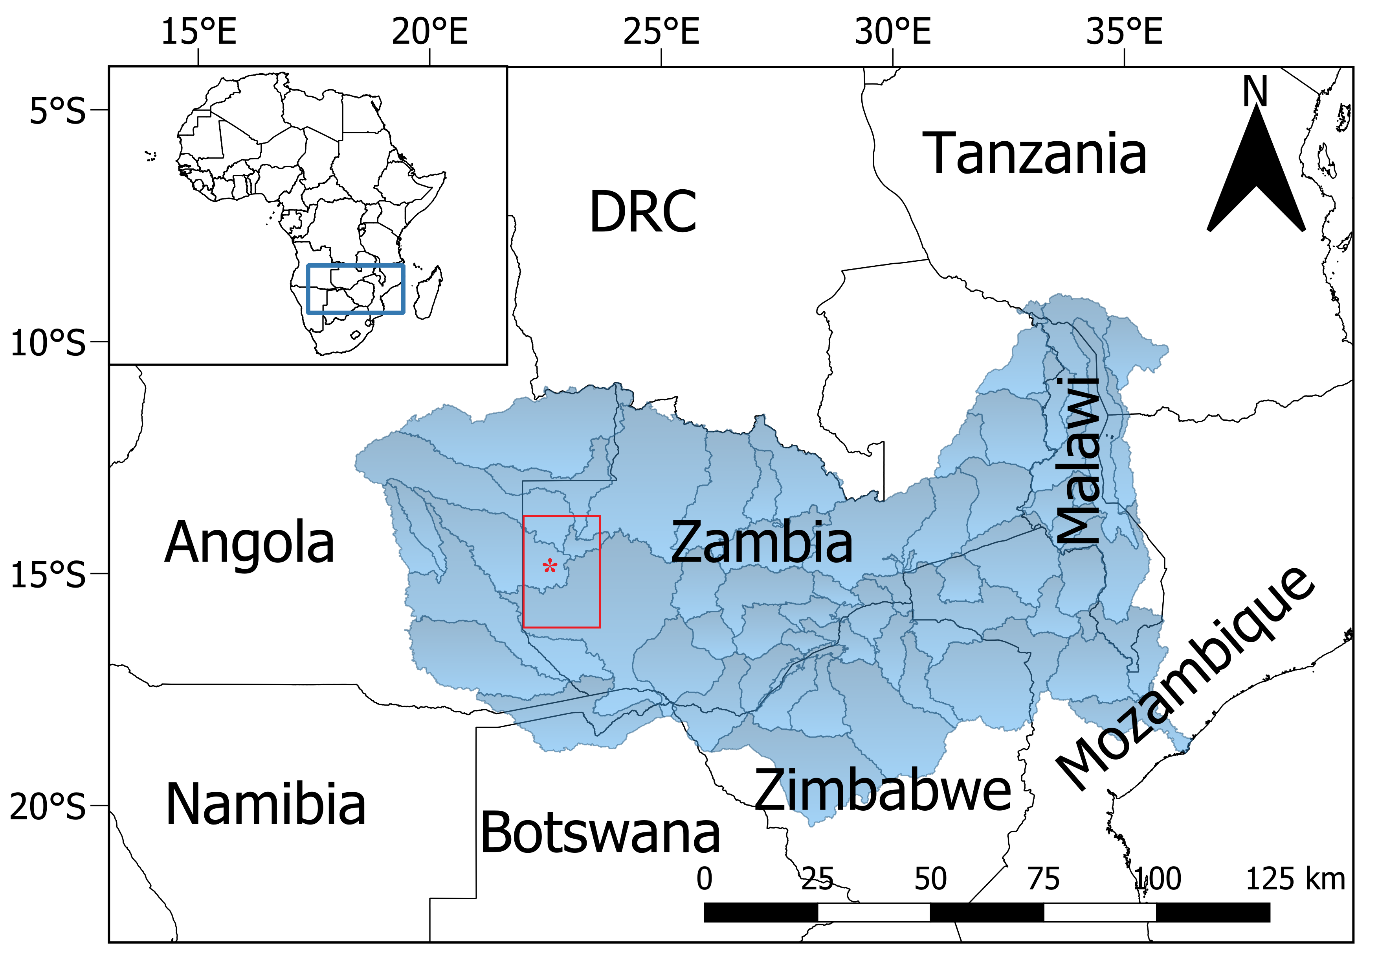 15°E 20°E 25°E 30°E 35°E
5°S
10°S
15°S
20°S
N
Tanzania
DRC
Malawi
Angola
Zambia
Mozambique
Namibia
Zimbabwe
Botswana
0 25 50 75 100 125 km
*